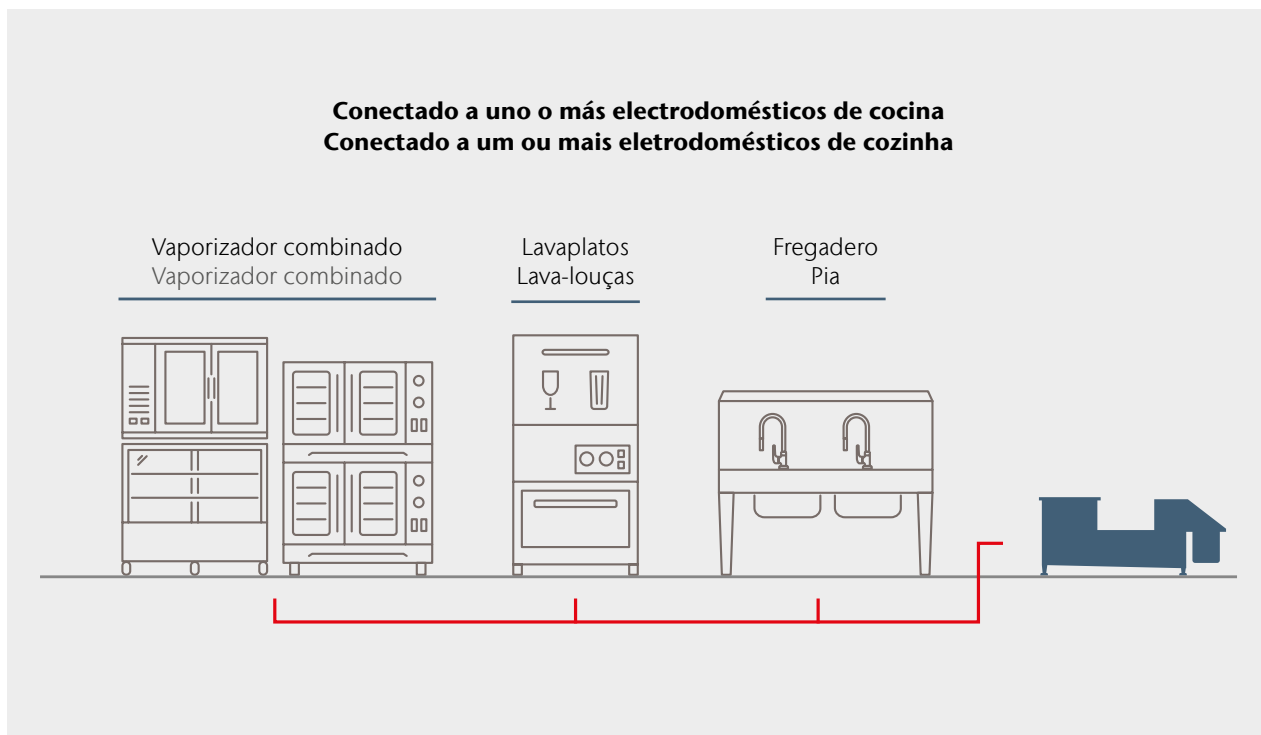 Conectado a uno o más electrodomésticos de cocina
Conectado a um ou mais eletrodomésticos de cozinha
Vaporizador combinado
Vaporizador combinado
Lavaplatos
Lava-louças
Fregadero
Pia